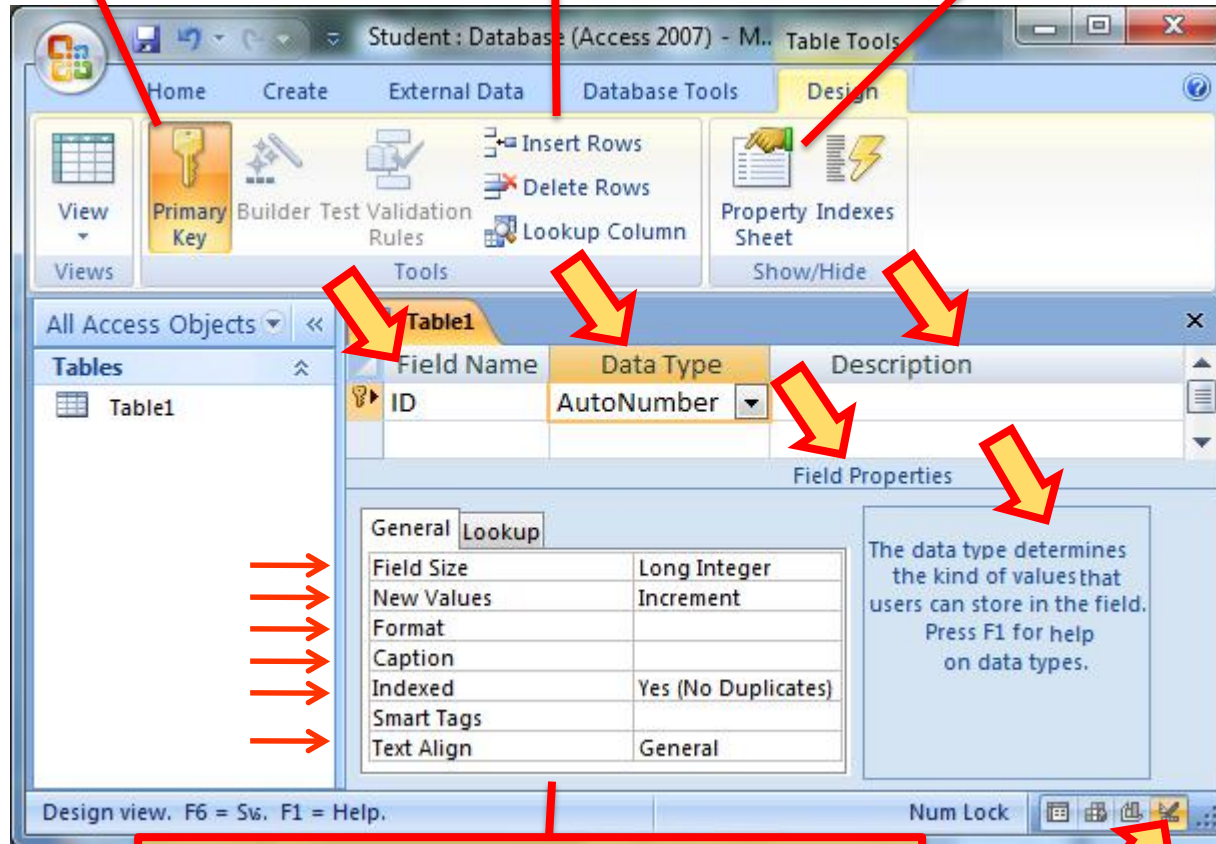 Student : Database (Access 2007) - M.. Table Tools
Home Create External Data Database Tools Design
View
Primary Key
Builder
Test Validation Rules
Insert Rows
Delete Rows
Lookup Column
Property Sheet
Indexes
Views Tools Show/Hide
All Access Objects
Table1
Tables
Table1
Field Name Data Type Description
ID AutoNumber
Field Properties
General Lookup
Field Size Long Integer
New Values Increment
Format
Caption
Indexed Yes (No Duplicates)
Smart Tags
Text Align General
The data type determines
the kind of values that
users can store in the field.
Press F1 for help
on data types.
Design view. F6 = Sw. F1 = Help. Num Lock